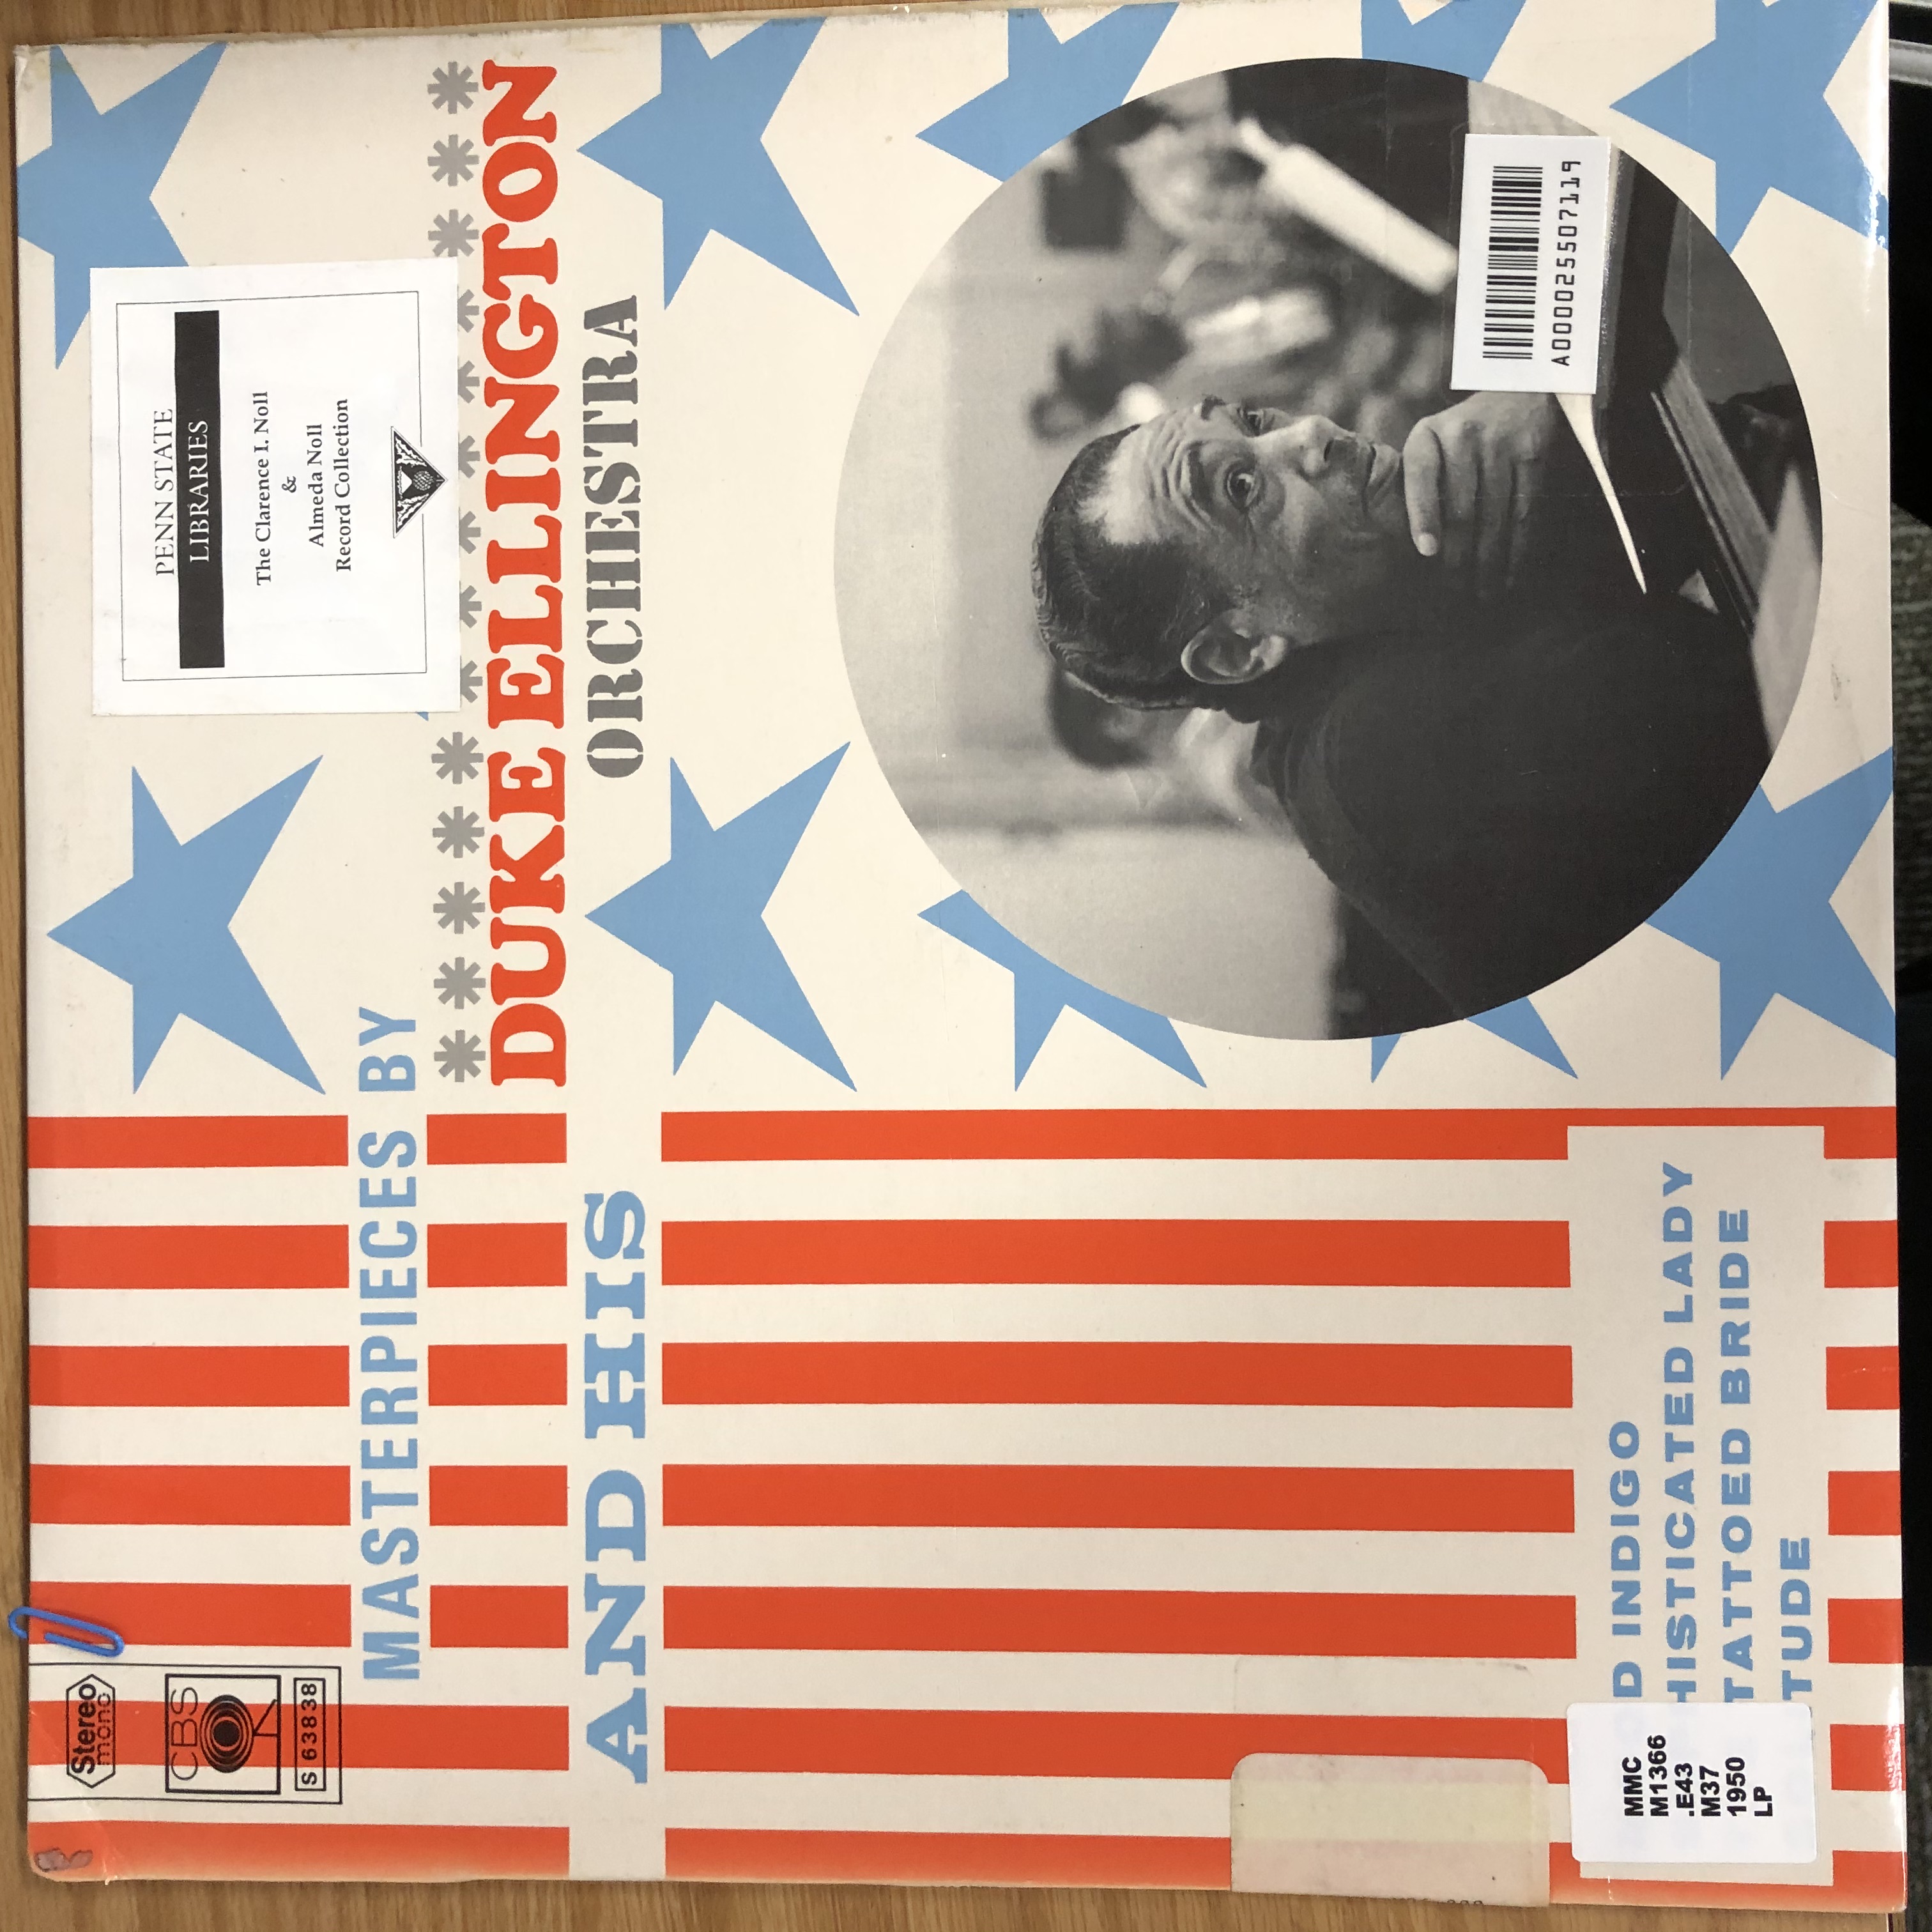 Stereo
mono
CBS
S 63838
PENN STATE
LIBRARIES
The Clarence I. Noll
&
Almeda Noll
Record Collection
MASTERPIECES BY
DUKE ELLINGTON
AND HIS ORCHESTRA
A000025507119
D INDIGO
HISTICATED LADY
TATTOED BRIDE
TUDE
MMC
M1366
.E43
M37
1950
LP